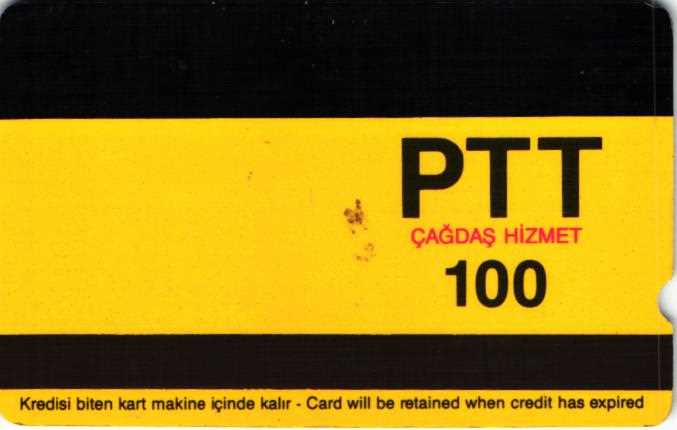 PTT
ÇAĞDAŞ HİZMET
100
Kredisi biten kart makine içinde kalır - Card will be retained when credit has expired